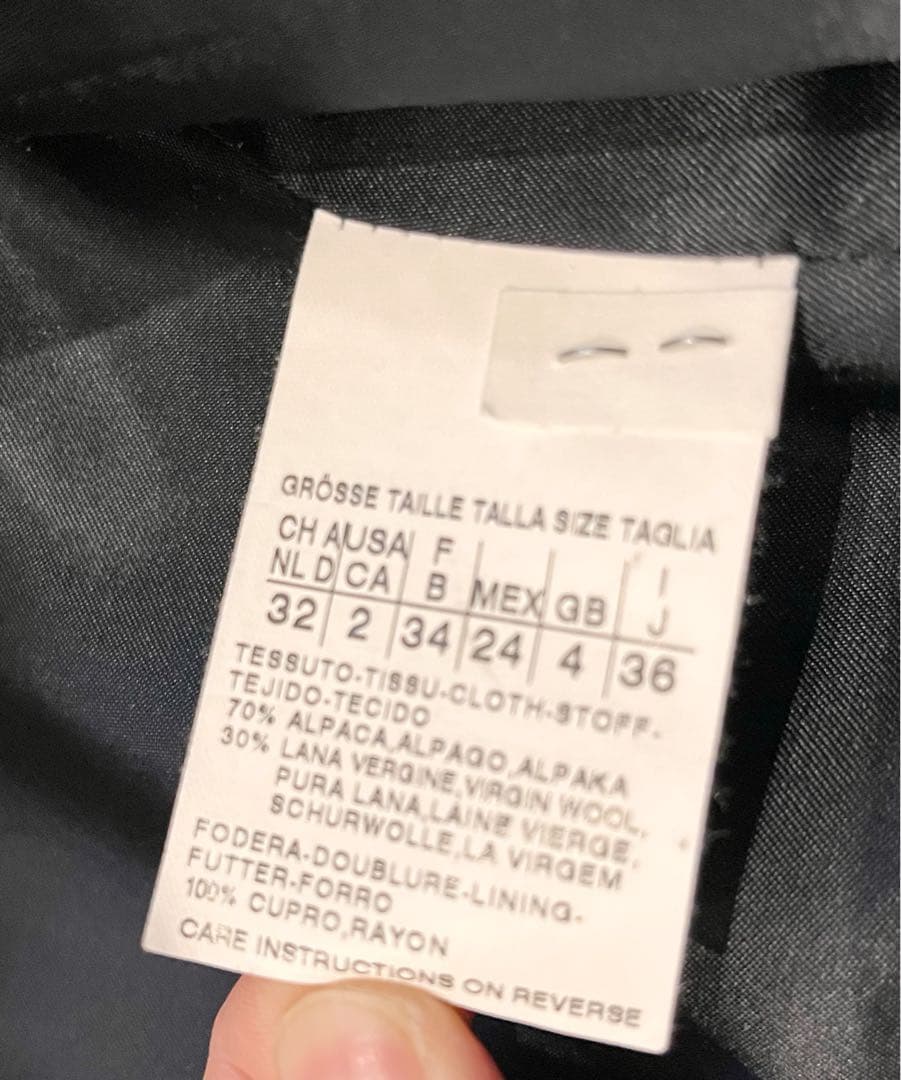 GRÖSSE TAILLE TALLA SIZE TAGLIA
CH A USA F
NL D CA B MEX GB I J
32 2 34 24 4 36
TESSUTO-TISSU-CLOTH-STOFF-
TEJIDO-TECIDO
70% ALPACA,ALPAGO,ALPAKA
30% LANA VERGINE,VIRGIN WOOL,
PURA LANA,LAINE VIERGE,
SCHURWOLLE,LA VIRGEM
FODERA-DOUBLURE-LINING-
FUTTER-FORRO
100% CUPRO,RAYON
CARE INSTRUCTIONS ON REVERSE